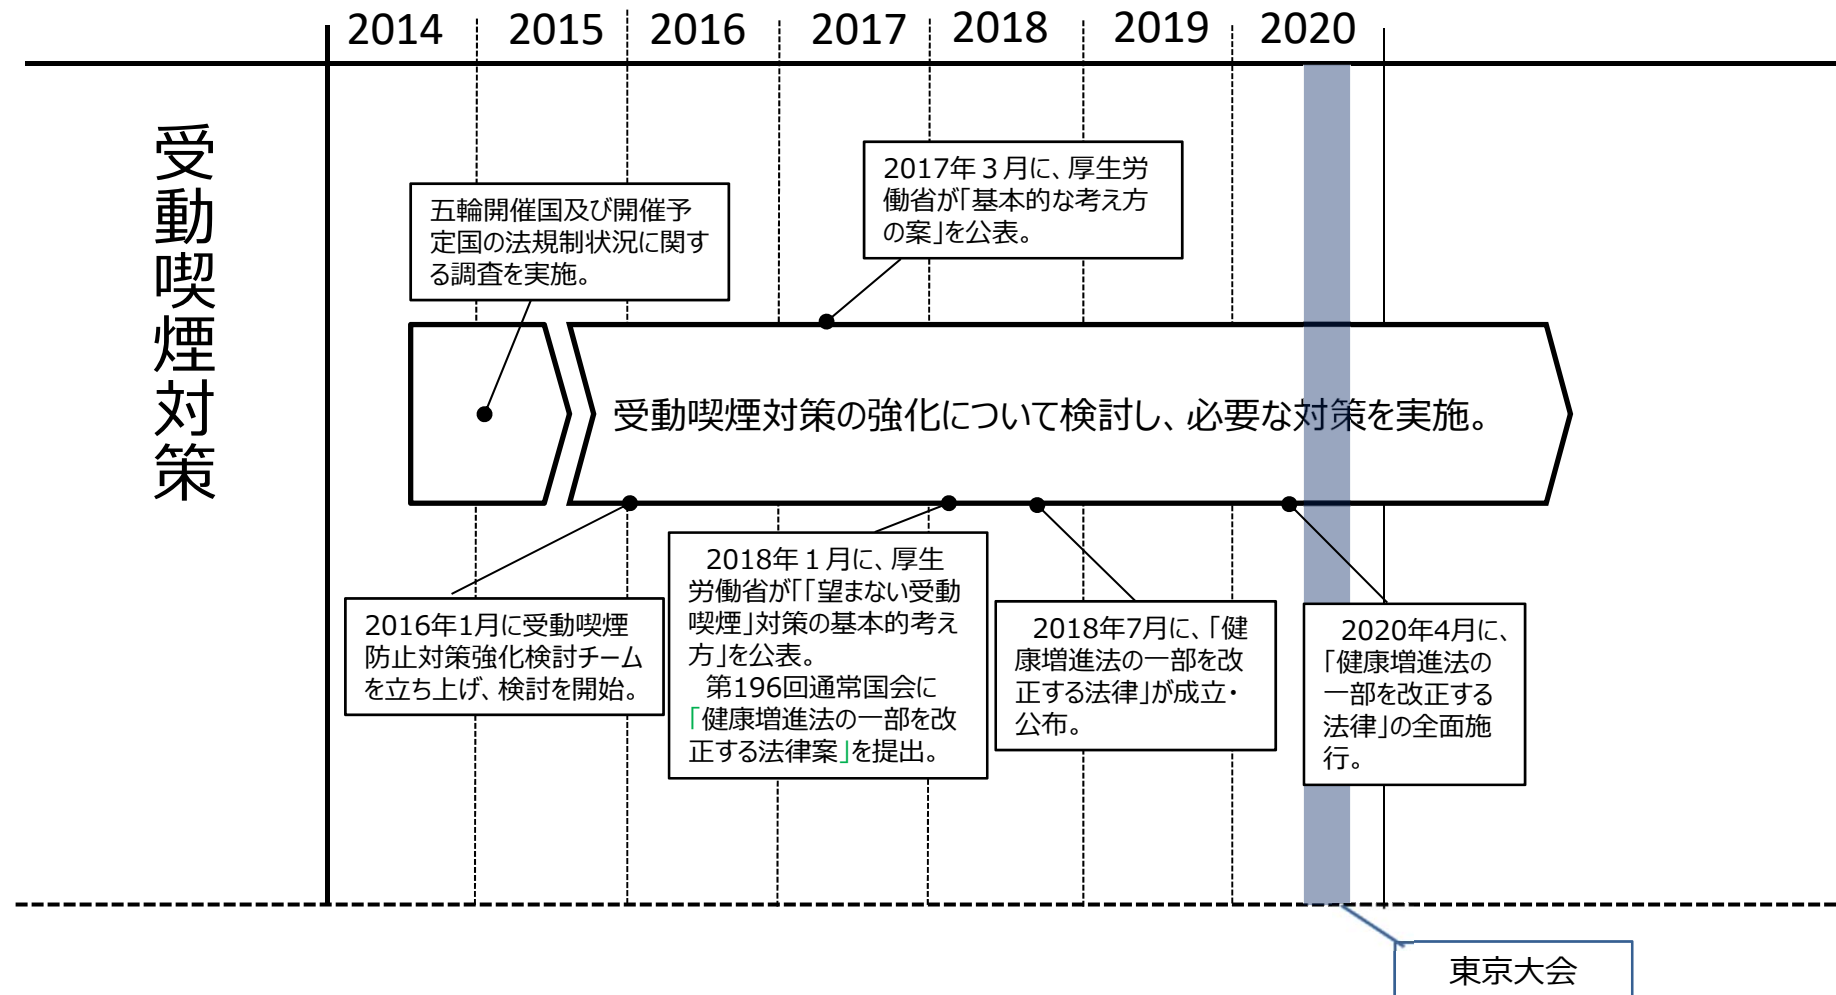 2014 2015 2016 2017 2018 2019 2020
受動喫煙対策
五輪開催国及び開催予
定国の法規制状況に関す
る調査を実施。
2017年３月に、厚生労
働省が「基本的な考え方
の案」を公表。
受動喫煙対策の強化について検討し、必要な対策を実施。
2016年1月に受動喫煙
防止対策強化検討チーム
を立ち上げ、検討を開始。
2018年１月に、厚生
労働省が「「望まない受動
喫煙」対策の基本的考え
方」を公表。
第196回通常国会に
「健康増進法の一部を改
正する法律案」を提出。
2018年7月に、「健
康増進法の一部を改
正する法律」が成立・
公布。
2020年4月に、
「健康増進法の
一部を改正する
法律」の全面施
行。
東京大会